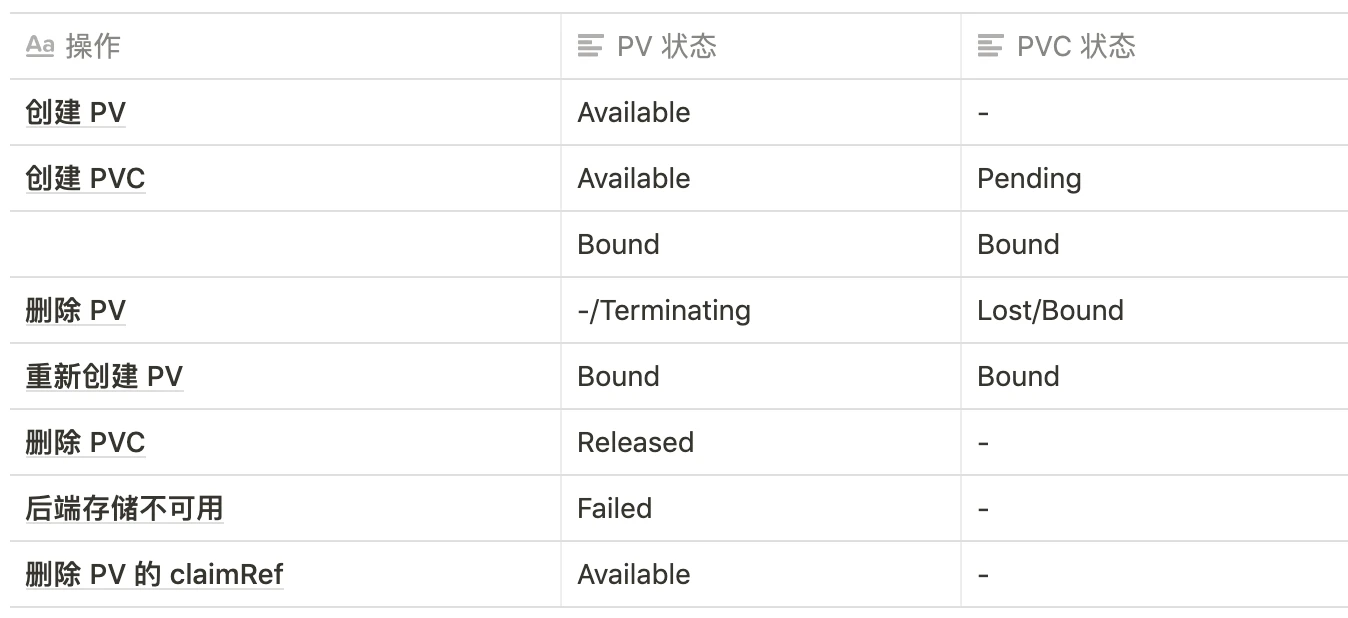 Aa 操作 PV 状态 PVC 状态
创建 PV Available -
创建 PVC Available Pending
Bound Bound
删除 PV -/Terminating Lost/Bound
重新创建 PV Bound Bound
删除 PVC Released -
后端存储不可用 Failed -
删除 PV 的 claimRef Available -